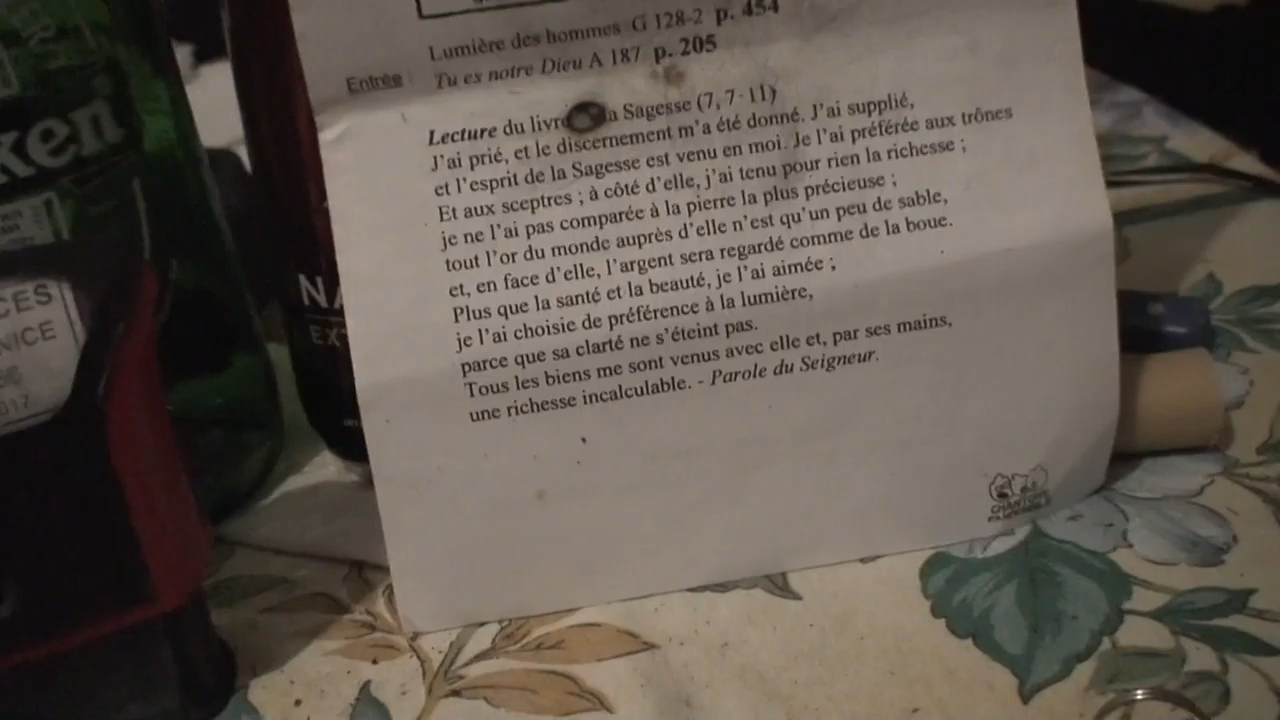 Lumière des hommes G 128-2 p. 454
Entrée : Tu es notre Dieu A 187 p. 205
Lecture du livre la Sagesse (7, 7-11)
J'ai prié, et le discernement m'a été donné. J'ai supplié,
et l'esprit de la Sagesse est venu en moi. Je l'ai préférée aux trônes
Et aux sceptres ; à côté d'elle, j'ai tenu pour rien la richesse ;
je ne l'ai pas comparée à la pierre la plus précieuse ;
tout l'or du monde auprès d'elle n'est qu'un peu de sable,
et, en face d'elle, l'argent sera regardé comme de la boue.
Plus que la santé et la beauté, je l'ai aimée ;
je l'ai choisie de préférence à la lumière,
parce que sa clarté ne s'éteint pas.
Tous les biens me sont venus avec elle et, par ses mains,
une richesse incalculable. - Parole du Seigneur.
ken
CES
NICE
017
NA
EX